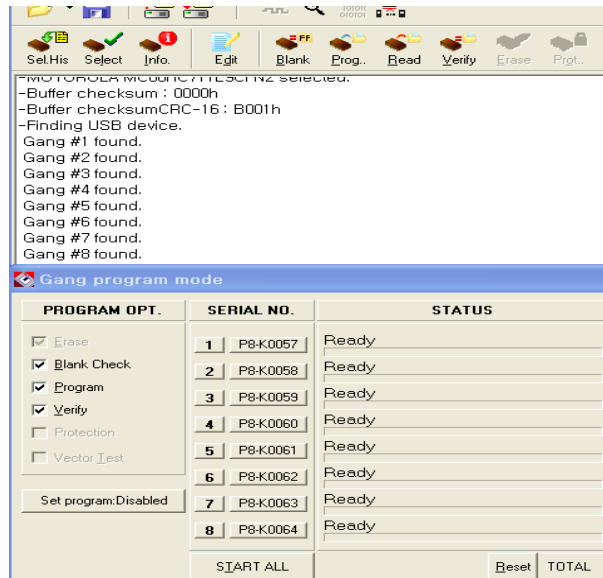 Sel.His Select Info. Edit Blank Prog.. Read Verify Erase Prot..
-Buffer checksum : 0000h
-Buffer checksumCRC-16 : B001h
-Finding USB device.
Gang #1 found.
Gang #2 found.
Gang #3 found.
Gang #4 found.
Gang #5 found.
Gang #6 found.
Gang #7 found.
Gang #8 found.
Gang program mode
PROGRAM OPT. SERIAL NO. STATUS
Erase
1 P8-K0057 Ready
Blank Check
2 P8-K0058 Ready
Program
3 P8-K0059 Ready
Verify
4 P8-K0060 Ready
Protection
5 P8-K0061 Ready
Vector Test
6 P8-K0062 Ready
Set program:Disabled
7 P8-K0063 Ready
8 P8-K0064 Ready
START ALL Reset TOTAL